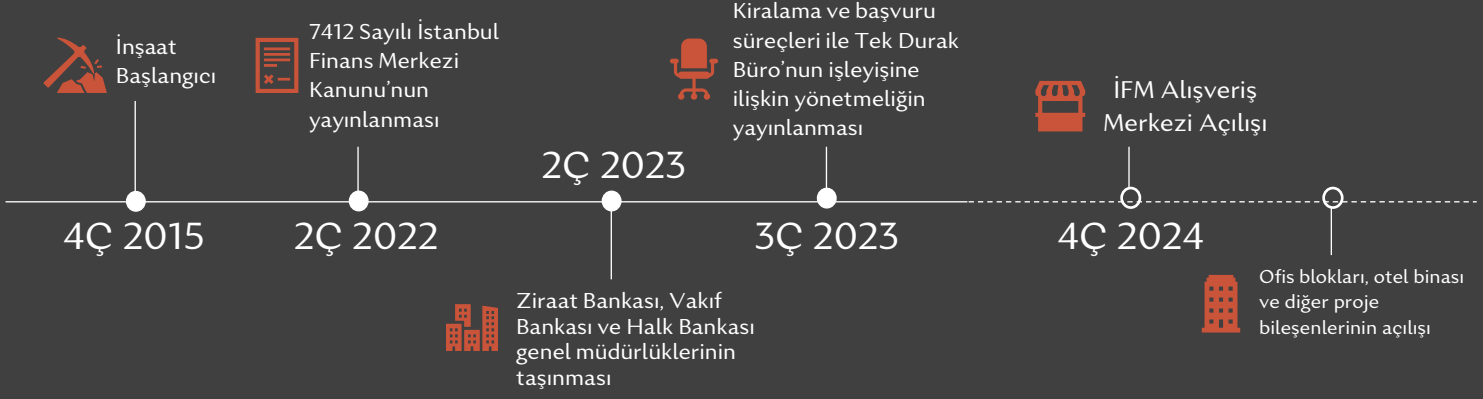 İnşaat
Başlangıcı
4Ç 2015
7412 Sayılı İstanbul
Finans Merkezi
Kanunu’nun
yayınlanması
2Ç 2022
2Ç 2023
Ziraat Bankası, Vakıf
Bankası ve Halk Bankası
genel müdürlüklerinin
taşınması
Kiralama ve başvuru
süreçleri ile Tek Durak
Büro’nun işleyişine
ilişkin yönetmeliğin
yayınlanması
3Ç 2023
İFM Alışveriş
Merkezi Açılışı
4Ç 2024
Ofis blokları, otel binası
ve diğer proje
bileşenlerinin açılışı